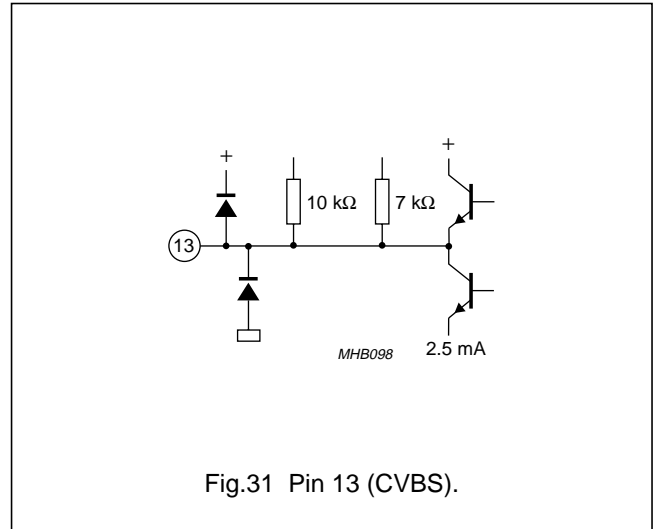 +
+
10 kΩ
7 kΩ
13
MHB098
2.5 mA
Fig.31 Pin 13 (CVBS).